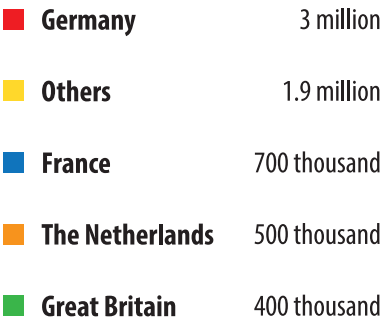 Germany 3 million
Others 1.9 million
France 700 thousand
The Netherlands 500 thousand
Great Britain 400 thousand